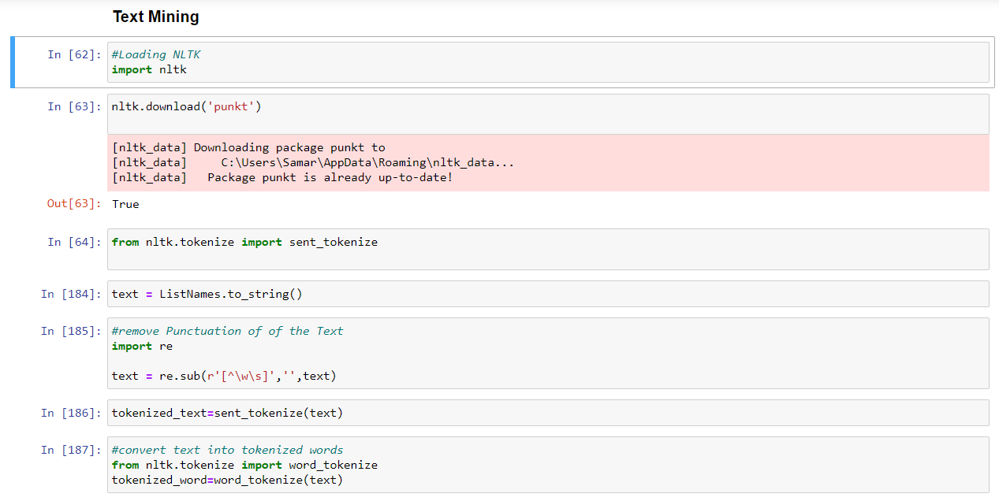 Text Mining
In [62]: #Loading NLTK
import nltk
In [63]: nltk.download('punkt')
[nltk_data] Downloading package punkt to
[nltk_data]     C:\Users\Samar\AppData\Roaming\nltk_data...
[nltk_data]   Package punkt is already up-to-date!
Out[63]: True
In [64]: from nltk.tokenize import sent_tokenize
In [184]: text = ListNames.to_string()
In [185]: #remove Punctuation of of the Text
import re
text = re.sub(r'[^\w\s]','',text)
In [186]: tokenized_text=sent_tokenize(text)
In [187]: #convert text into tokenized words
from nltk.tokenize import word_tokenize
tokenized_word=word_tokenize(text)